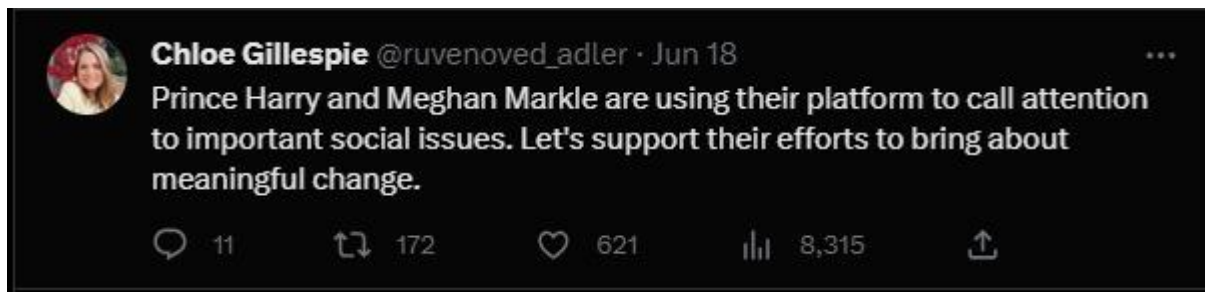 Chloe Gillespie @ruvenoved_adler · Jun 18
Prince Harry and Meghan Markle are using their platform to call attention
to important social issues. Let's support their efforts to bring about
meaningful change.
11 172 621 8,315